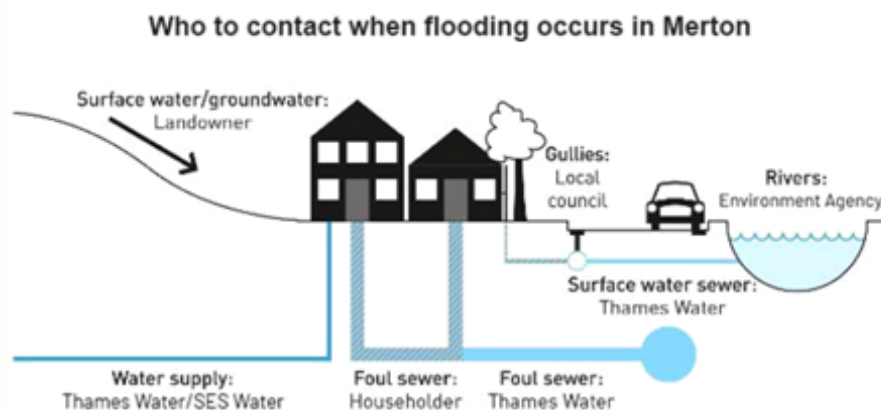 Who to contact when flooding occurs in Merton
Surface water/groundwater:
Landowner
Gullies:
Local
council
Rivers:
Environment Agency
Surface water sewer:
Thames Water
Water supply:
Thames Water/SES Water
Foul sewer:
Householder
Foul sewer:
Thames Water